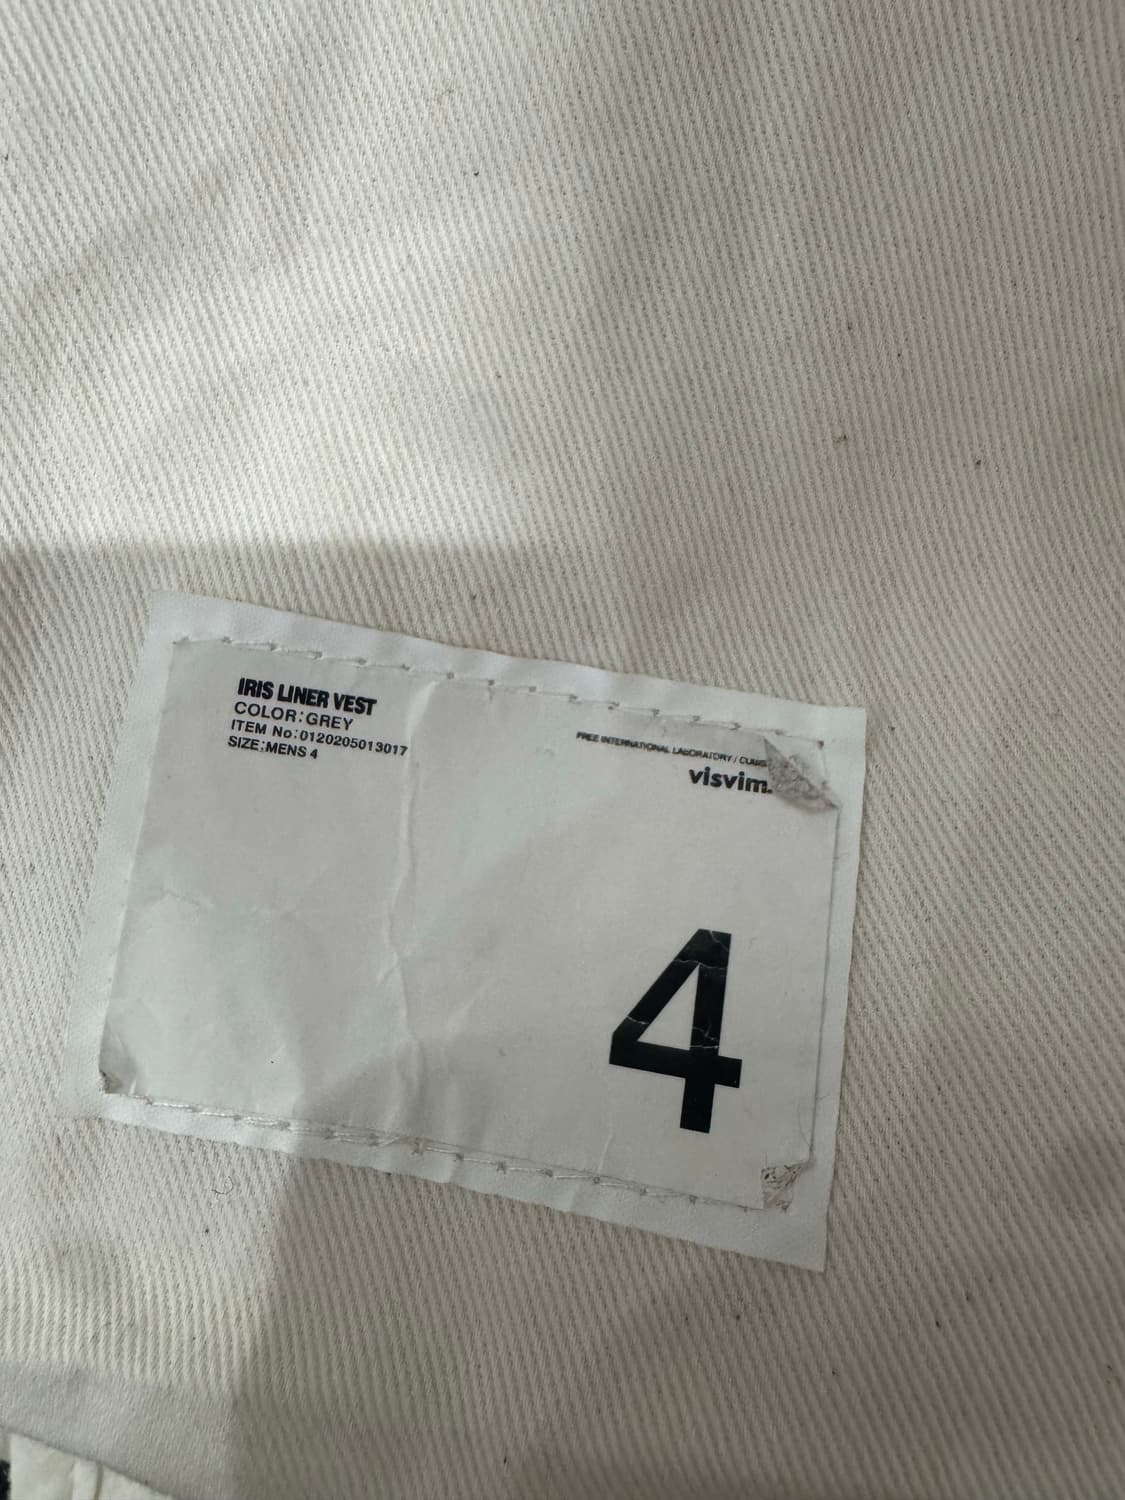 IRIS LINER VEST
COLOR:GREY
ITEM No:0120205013017
SIZE:MENS 4
FREE INTERNATIONAL LABORATORY /
visvim.
4